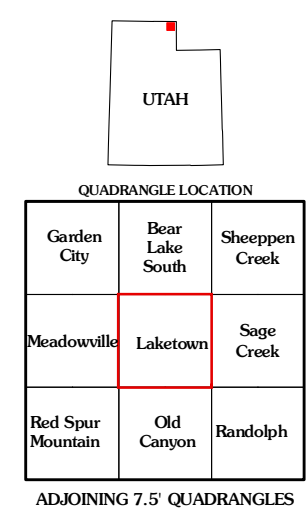 UTAH
QUADRANGLE LOCATION
Garden
City
Bear
Lake
South
Sheeppen
Creek
Meadowville
Laketown
Sage
Creek
Red Spur
Mountain
Old
Canyon
Randolph
ADJOINING 7.5' QUADRANGLES